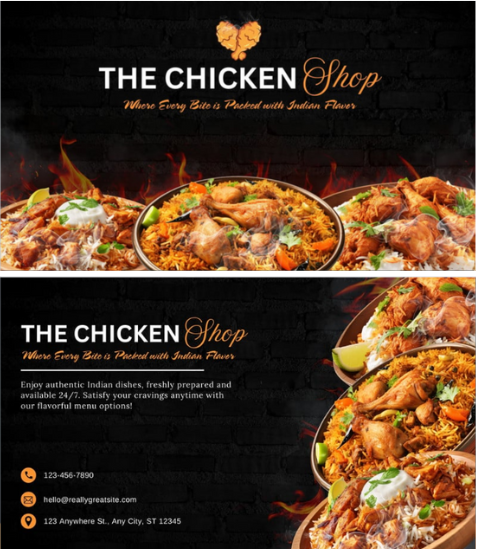 THE CHICKEN Shop
Where Every Bite is Packed with Indian Flavor
THE CHICKEN Shop
Where Every Bite is Packed with Indian Flavor
Enjoy authentic Indian dishes, freshly prepared and
available 24/7. Satisfy your cravings anytime with
our flavorful menu options!
123-456-7890
hello@reallygreatsite.com
123 Anywhere St., Any City, ST 12345